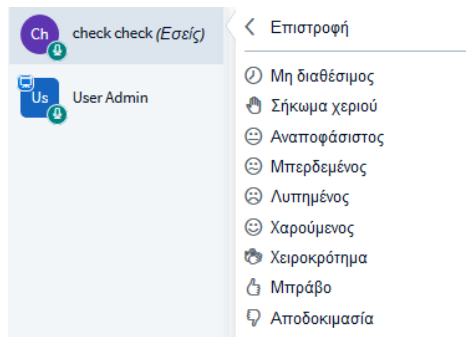 Ch check check (Εσείς)
Us User Admin
Επιστροφή
Μη διαθέσιμος
Σήκωμα χεριού
Αναποφάσιστος
Μπερδεμένος
Λυπημένος
Χαρούμενος
Χειροκρότημα
Μπράβο
Αποδοκιμασία